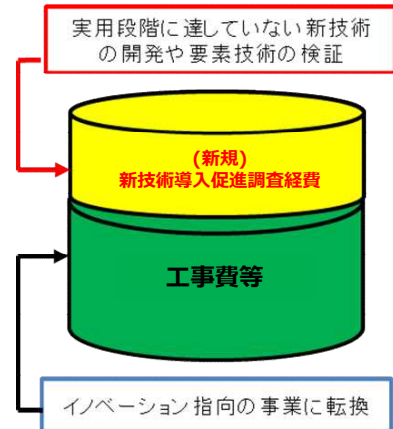 実用段階に達していない新技術
の開発や要素技術の検証
(新規)
新技術導入促進調査経費
工事費等
イノベーション指向の事業に転換